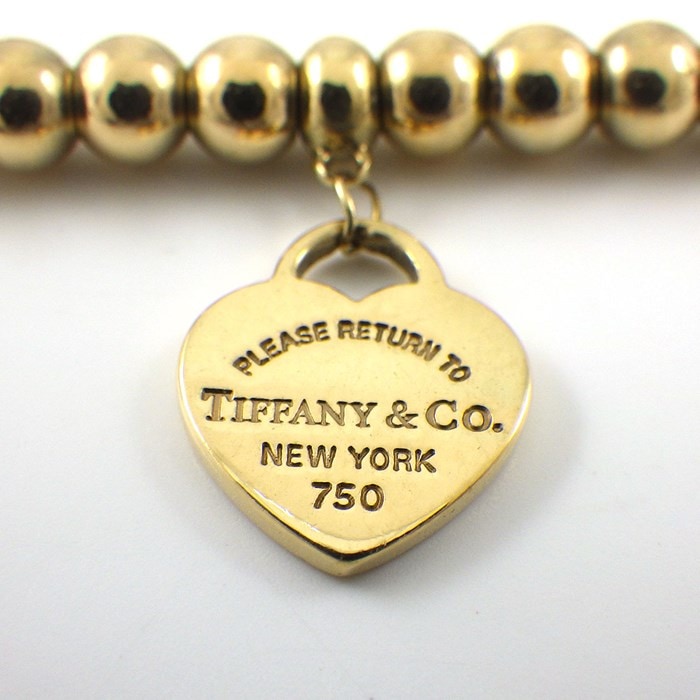 PLEASE RETURN TO
TIFFANY & CO.
NEW YORK
750